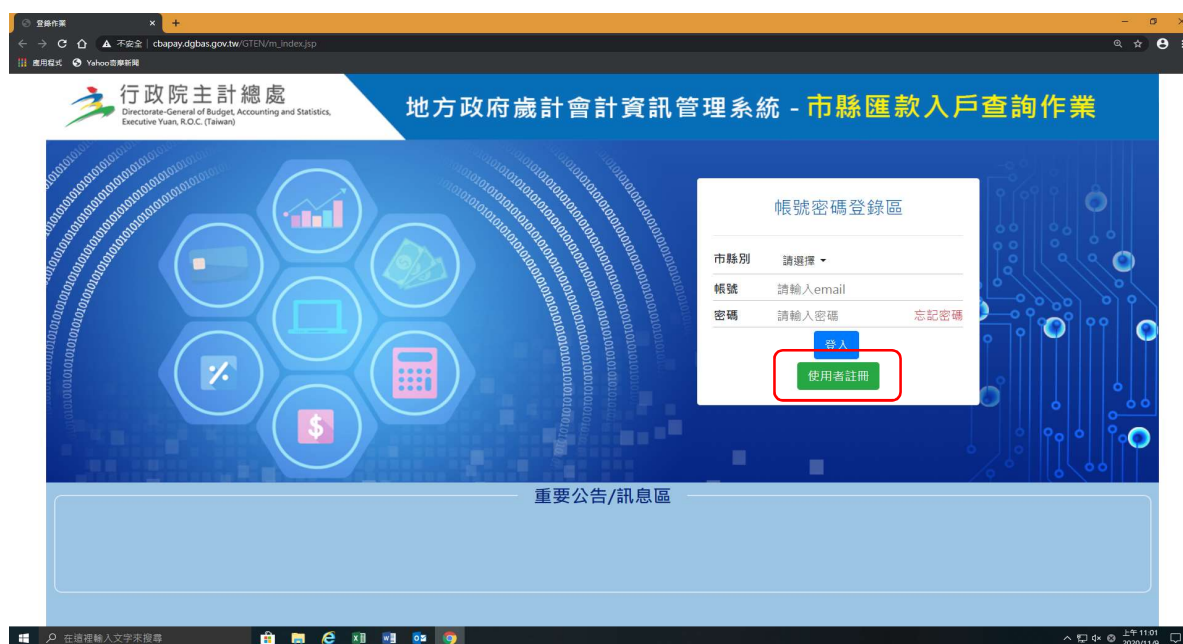 登錄作業
不安全 | cbapay.dgbas.gov.tw/GTEN/m_index.jsp
應用程式 Yahoo奇摩新聞
行政院主計總處
Directorate-General of Budget, Accounting and Statistics,
Executive Yuan, R.O.C. (Taiwan)
地方政府歲計會計資訊管理系統 - 市縣匯款入戶查詢作業
帳號密碼登錄區
市縣別 請選擇
帳號 請輸入email
密碼 請輸入密碼 忘記密碼
登入
使用者註冊
重要公告/訊息區
在這裡輸入文字來搜尋
上午 11:01
2020/11/9